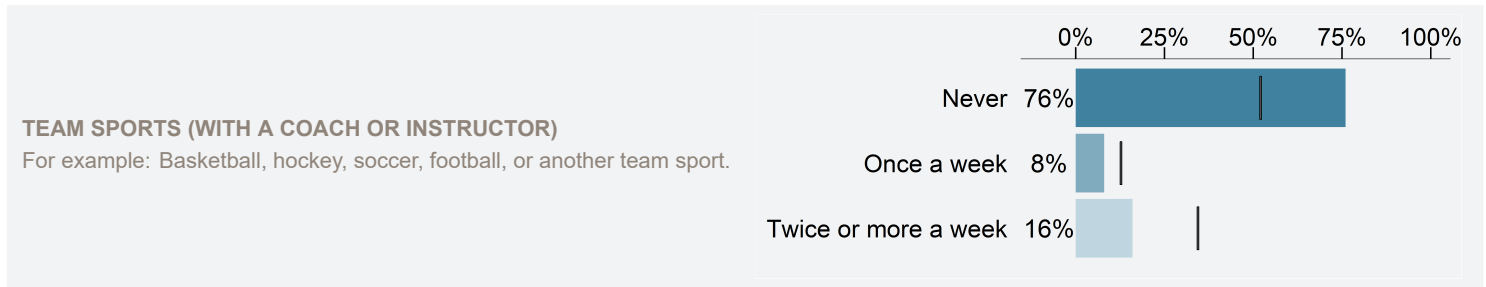 0% 25% 50% 75% 100%
Never 76%
TEAM SPORTS (WITH A COACH OR INSTRUCTOR)
For example: Basketball, hockey, soccer, football, or another team sport.
Once a week 8%
Twice or more a week 16%